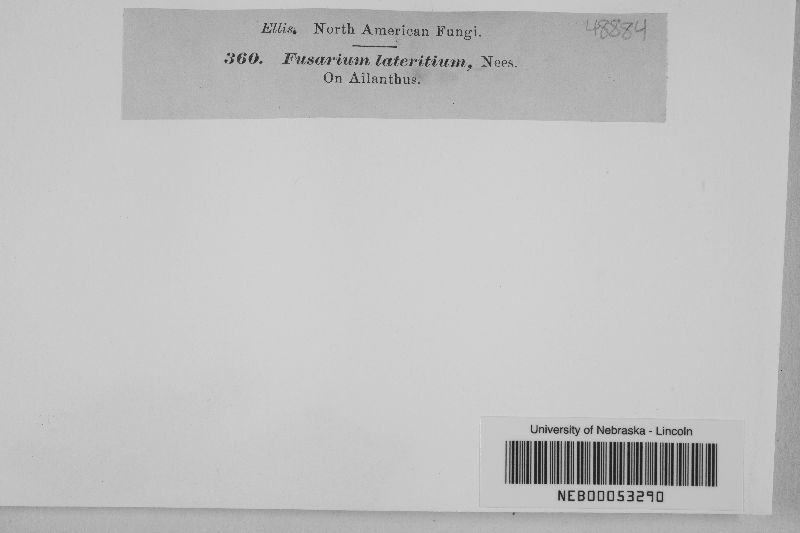 Ellis. North American Fungi.
48884
360. Fusarium lateritium, Nees.
On Ailanthus.
University of Nebraska - Lincoln
NEB00053290